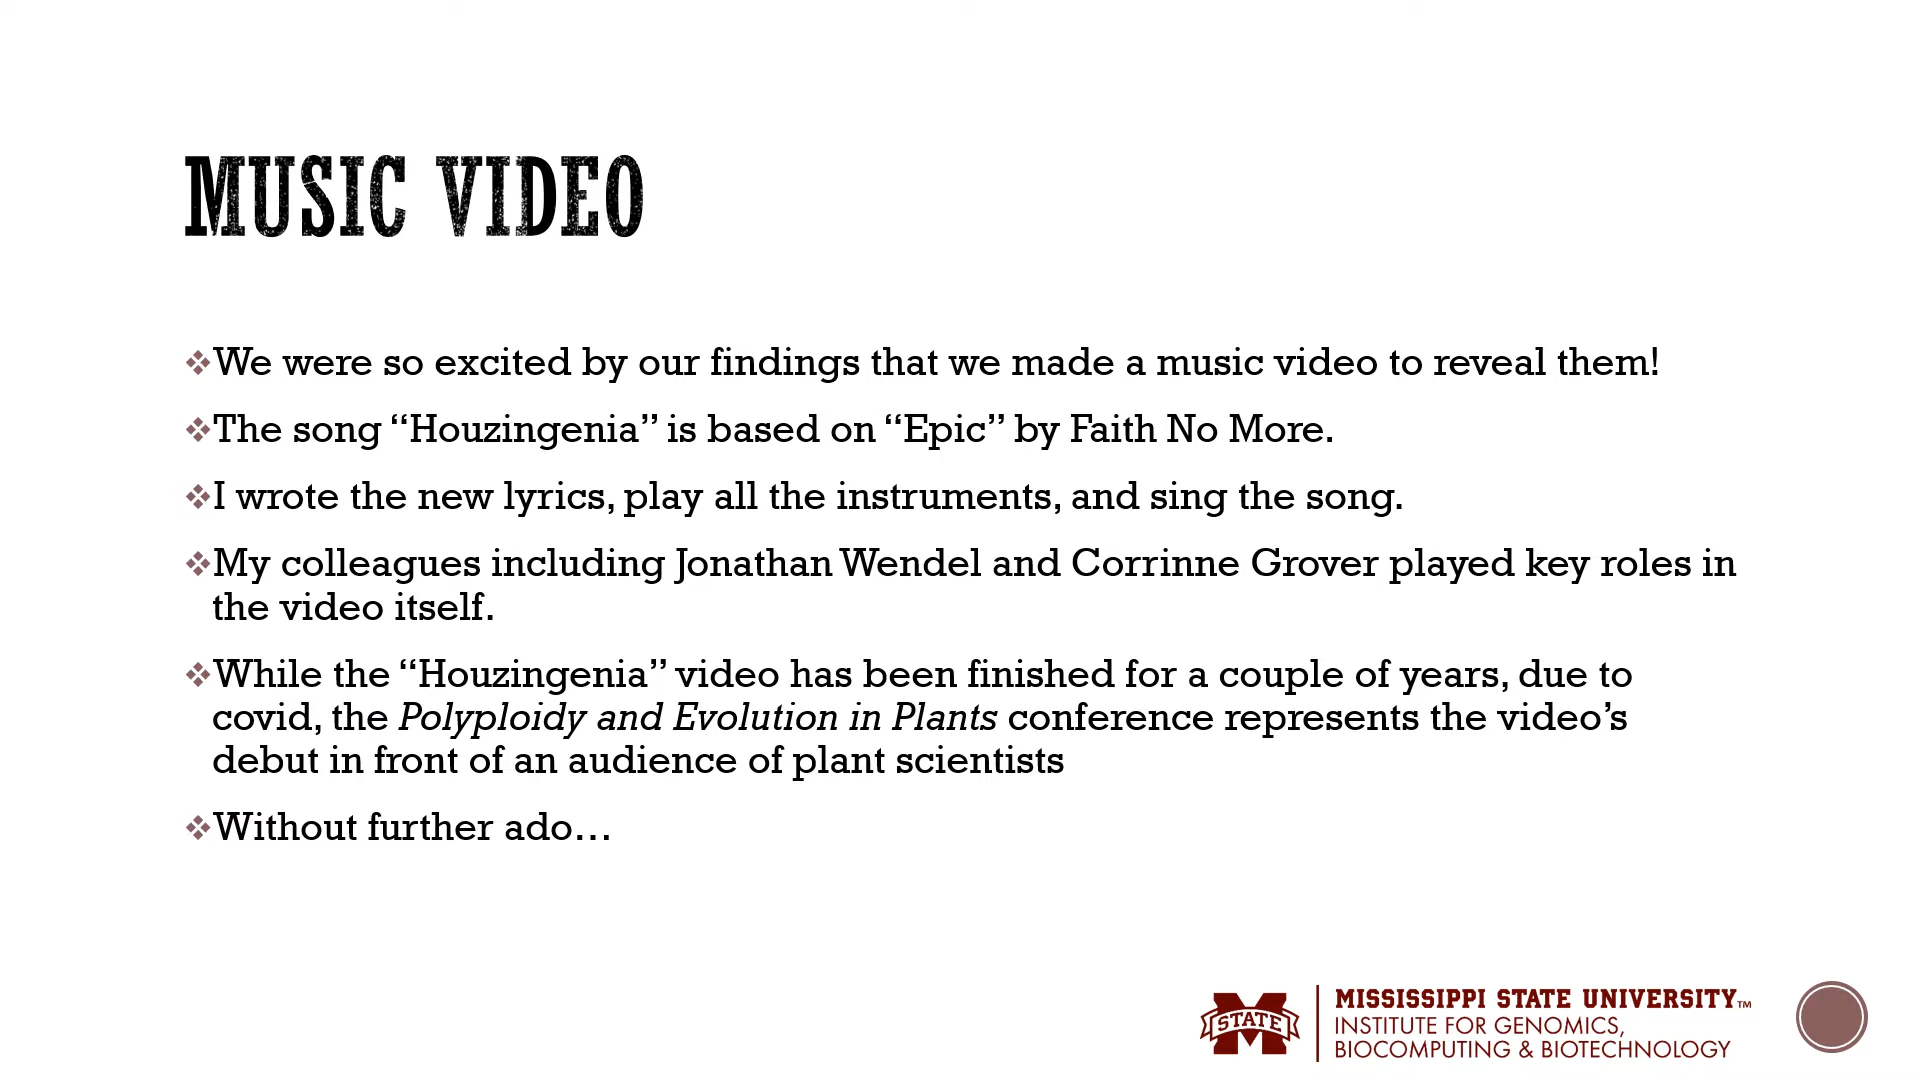 MUSIC VIDEO
❖We were so excited by our findings that we made a music video to reveal them!
❖The song “Houzingenia” is based on “Epic” by Faith No More.
❖I wrote the new lyrics, play all the instruments, and sing the song.
❖My colleagues including Jonathan Wendel and Corrinne Grover played key roles in
the video itself.
❖While the “Houzingenia” video has been finished for a couple of years, due to
covid, the Polyploidy and Evolution in Plants conference represents the video’s
debut in front of an audience of plant scientists
❖Without further ado…
M STATE
MISSISSIPPI STATE UNIVERSITY™
INSTITUTE FOR GENOMICS,
BIOCOMPUTING & BIOTECHNOLOGY